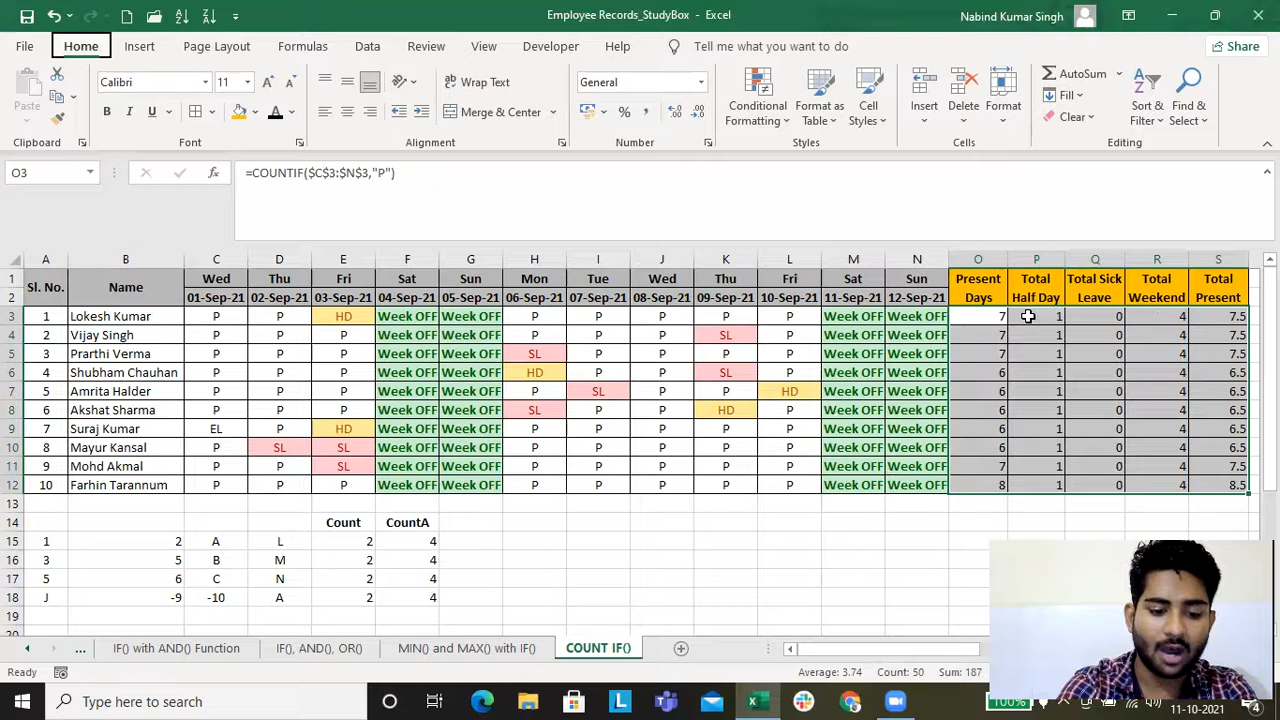 Employee Records_StudyBox - Excel
Nabind Kumar Singh
File Home Insert Page Layout Formulas Data Review View Developer Help Tell me what you want to do Share
Paste
Calibri 11
B I U A
Wrap Text
Merge & Center
General
Conditional Formatting
Format as Table
Cell Styles
Insert Delete Format
AutoSum
Fill
Clear
Sort & Filter
Find & Select
Clipboard Font Alignment Number Styles Cells Editing
O3 fx =COUNTIF($C$3:$N$3,"P")
A B C D E F G H I J K L M N O P Q R S
1 Sl. No. Name Wed Thu Fri Sat Sun Mon Tue Wed Thu Fri Sat Sun Present Total Total Sick Total Total
2 01-Sep-21 02-Sep-21 03-Sep-21 04-Sep-21 05-Sep-21 06-Sep-21 07-Sep-21 08-Sep-21 09-Sep-21 10-Sep-21 11-Sep-21 12-Sep-21 Days Half Day Leave Weekend Present
3 1 Lokesh Kumar P P HD Week OFF Week OFF P P P P P Week OFF Week OFF 7 1 0 4 7.5
4 2 Vijay Singh P P P Week OFF Week OFF P P P SL P Week OFF Week OFF 7 1 0 4 7.5
5 3 Prarthi Verma P P P Week OFF Week OFF SL P P P P Week OFF Week OFF 7 1 0 4 7.5
6 4 Shubham Chauhan P P P Week OFF Week OFF HD P P SL P Week OFF Week OFF 6 1 0 4 6.5
7 5 Amrita Halder P P P Week OFF Week OFF P SL P P HD Week OFF Week OFF 6 1 0 4 6.5
8 6 Akshat Sharma P P P Week OFF Week OFF SL P P HD P Week OFF Week OFF 6 1 0 4 6.5
9 7 Suraj Kumar EL P HD Week OFF Week OFF P P P P P Week OFF Week OFF 6 1 0 4 6.5
10 8 Mayur Kansal P SL SL Week OFF Week OFF P P P P P Week OFF Week OFF 6 1 0 4 6.5
11 9 Mohd Akmal P P SL Week OFF Week OFF P P P P P Week OFF Week OFF 7 1 0 4 7.5
12 10 Farhin Tarannum P P P Week OFF Week OFF P P P P P Week OFF Week OFF 8 1 0 4 8.5
13
14 Count CountA
15 1 2 A L 2 4
16 3 5 B M 2 4
17 5 6 C N 2 4
18 J -9 -10 A 2 4
19
... IF() with AND() Function IF(), AND(), OR() MIN() and MAX() with IF() COUNT IF()
Ready Average: 3.74 Count: 50 Sum: 187
100%
Type here to search
11-10-2021
4